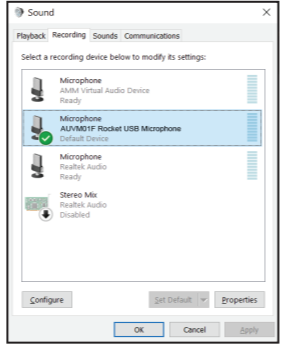 Sound
Playback Recording Sounds Communications
Select a recording device below to modify its settings:
Microphone
AMM Virtual Audio Device
Ready
Microphone
AUVM01F Rocket USB Microphone
Default Device
Microphone
Realtek Audio
Ready
Stereo Mix
Realtek Audio
Disabled
Configure Set Default Properties
OK Cancel Apply